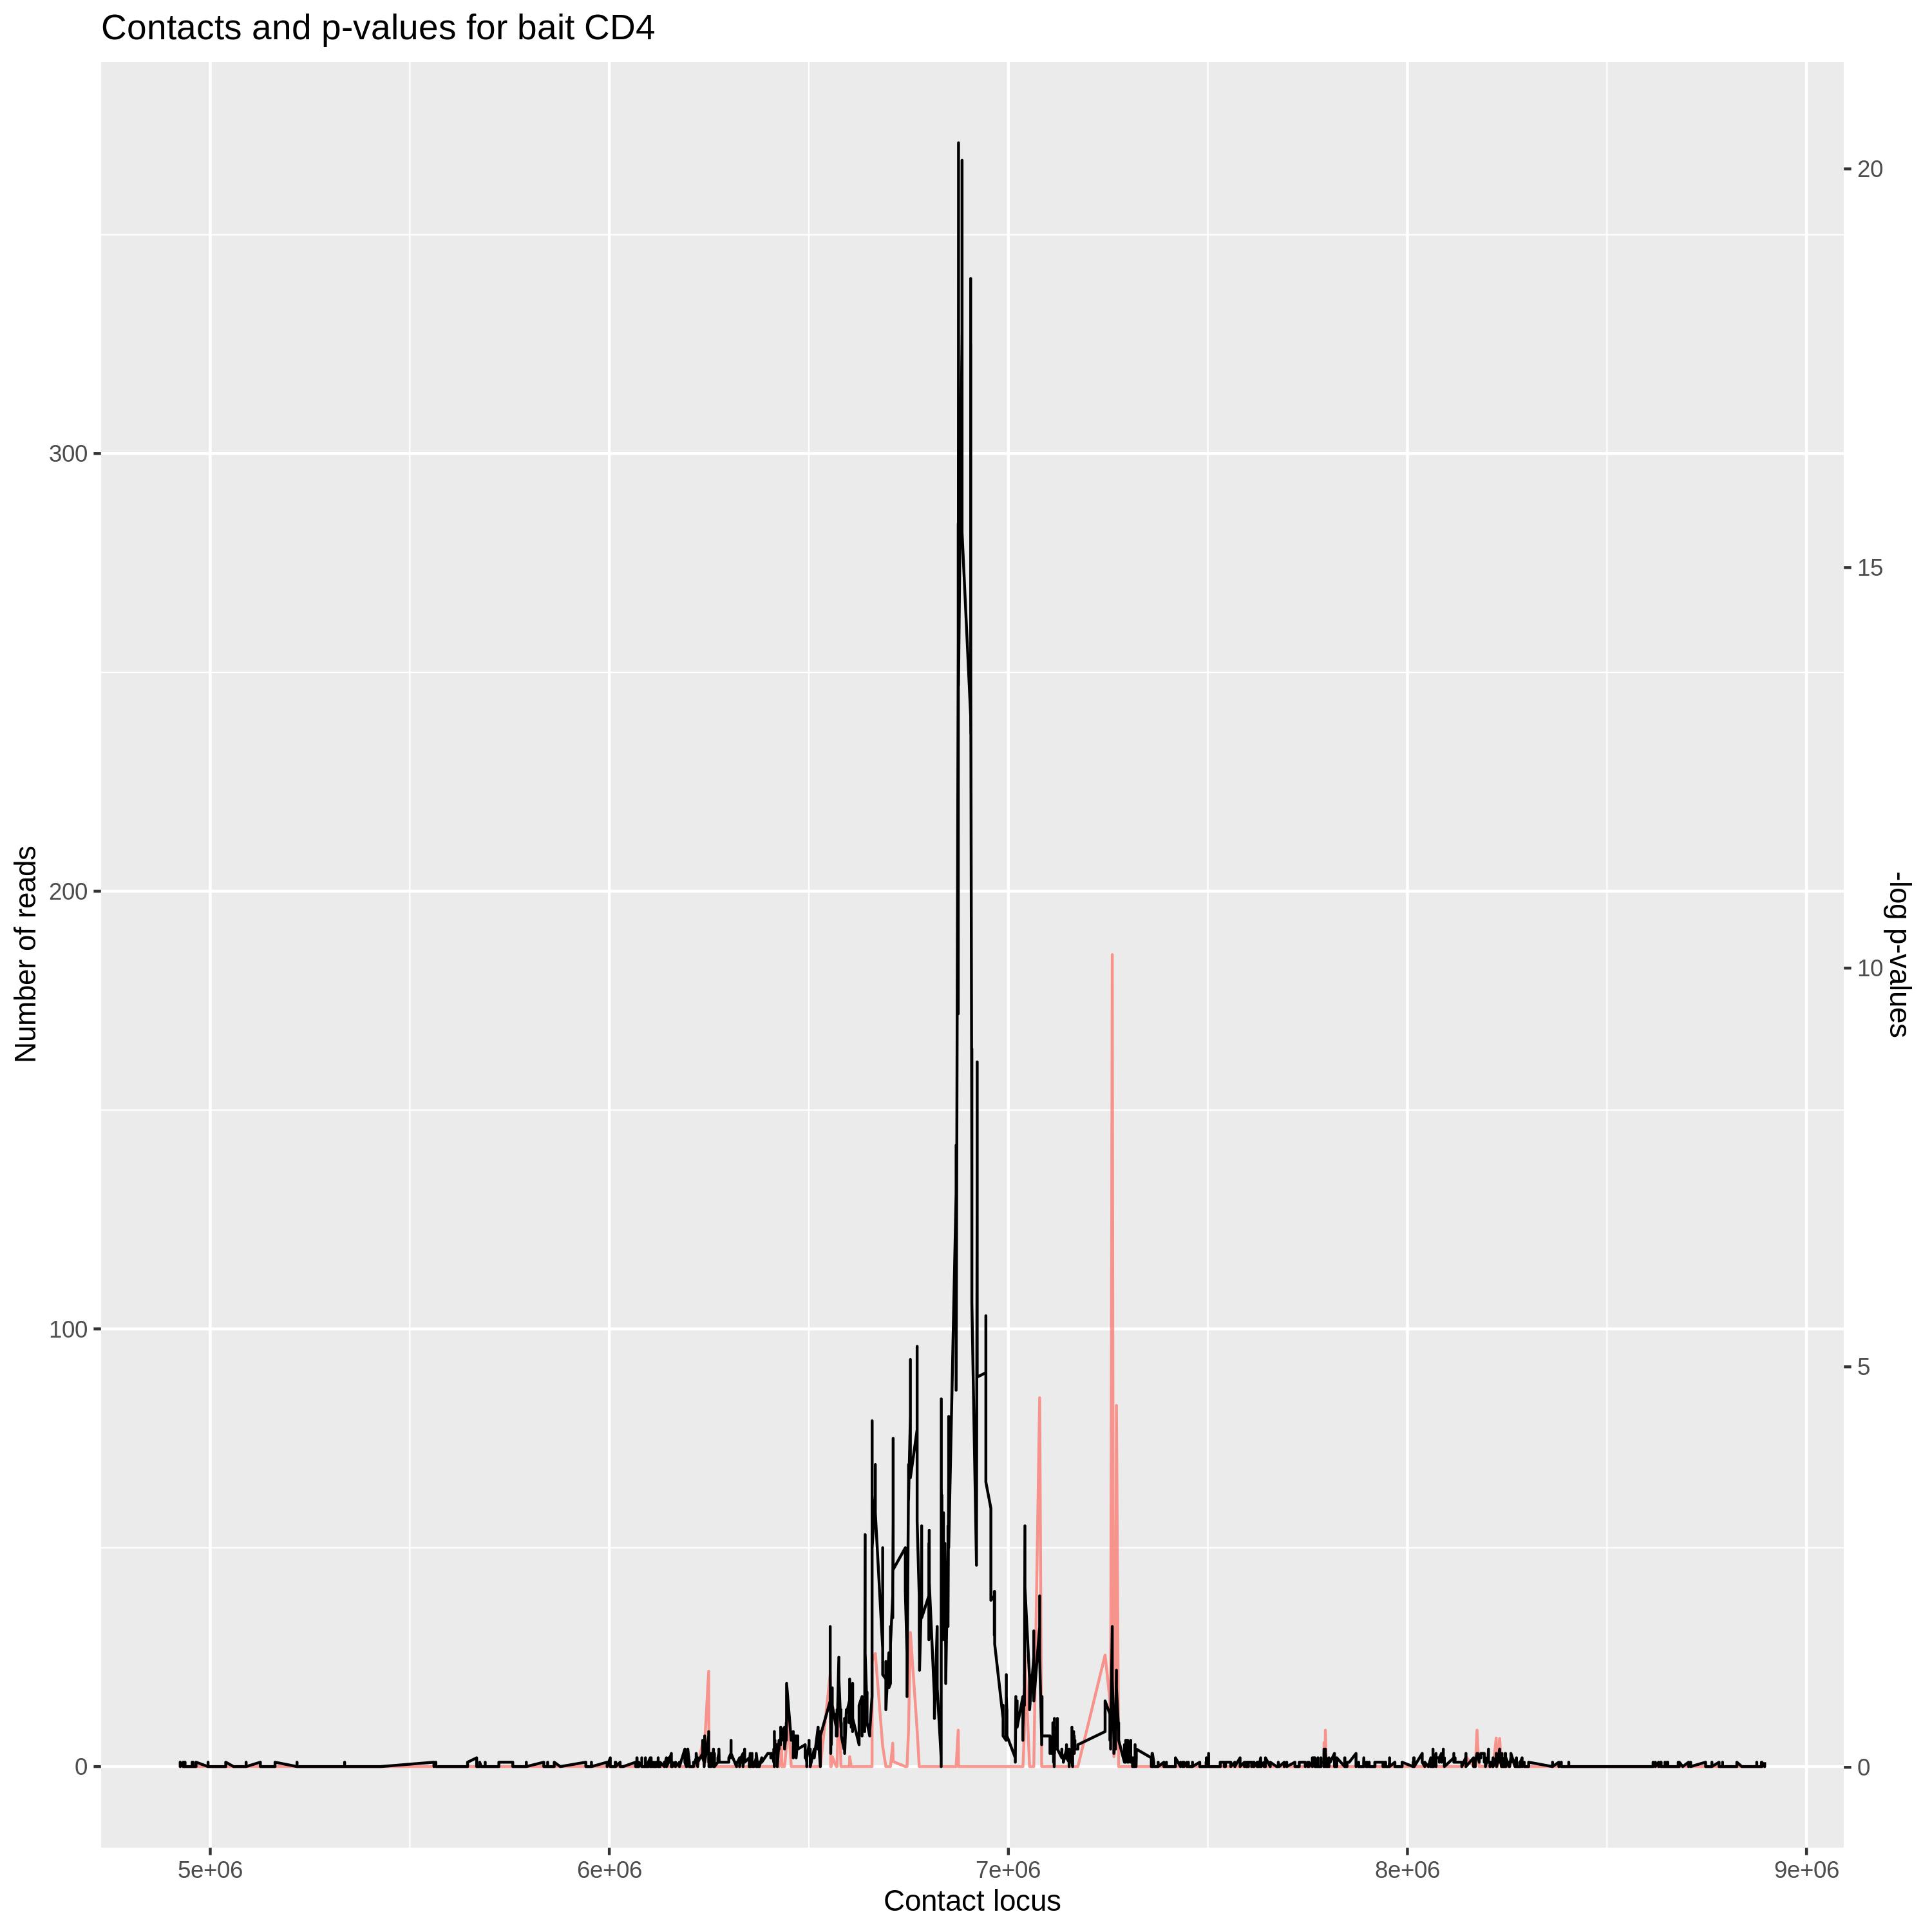 Contacts and p-values for bait CD4
300
200
100
0
Number of reads
20
15
10
5
0
-log p-values
5e+06
6e+06
7e+06
8e+06
9e+06
Contact locus